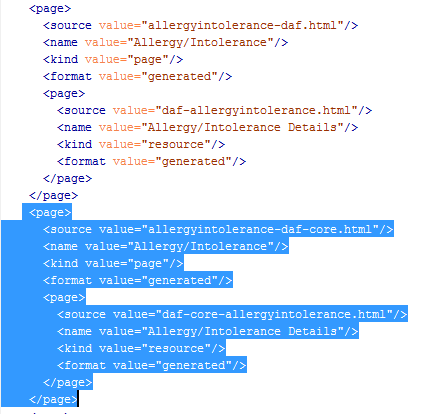 <page>
<source value="allergyintolerance-daf.html"/>
<name value="Allergy/Intolerance"/>
<kind value="page"/>
<format value="generated"/>
<page>
<source value="daf-allergyintolerance.html"/>
<name value="Allergy/Intolerance Details"/>
<kind value="resource"/>
<format value="generated"/>
</page>
</page>
<page>
<source value="allergyintolerance-daf-core.html"/>
<name value="Allergy/Intolerance"/>
<kind value="page"/>
<format value="generated"/>
<page>
<source value="daf-core-allergyintolerance.html"/>
<name value="Allergy/Intolerance Details"/>
<kind value="resource"/>
<format value="generated"/>
</page>
</page>